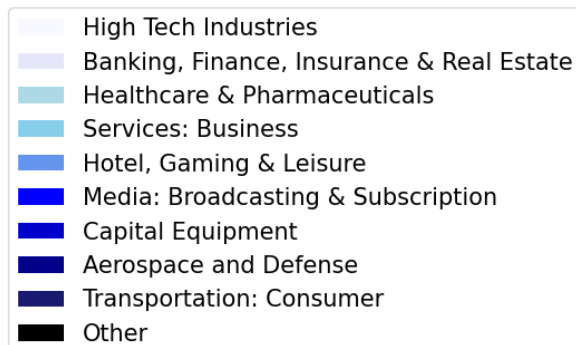 High Tech Industries
Banking, Finance, Insurance & Real Estate
Healthcare & Pharmaceuticals
Services: Business
Hotel, Gaming & Leisure
Media: Broadcasting & Subscription
Capital Equipment
Aerospace and Defense
Transportation: Consumer
Other